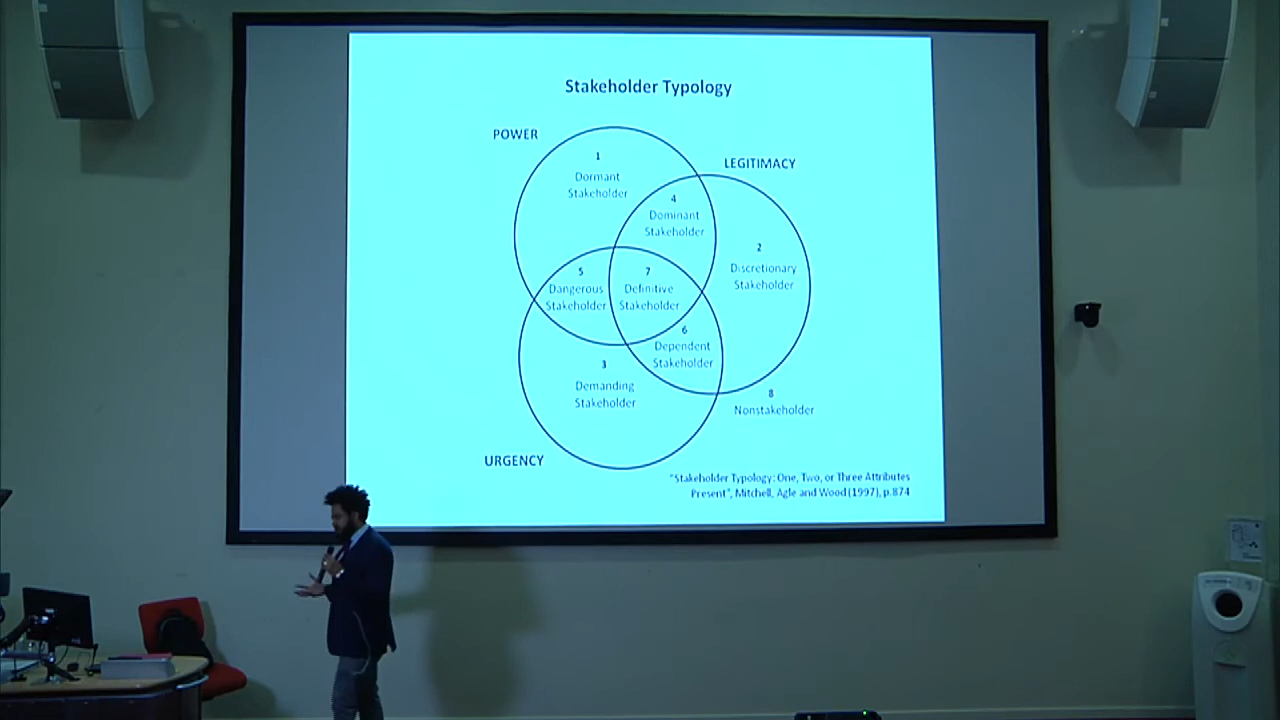 Stakeholder Typology
POWER
LEGITIMACY
1
Dormant
Stakeholder
4
Dominant
Stakeholder
2
Discretionary
Stakeholder
5
Dangerous
Stakeholder
7
Definitive
Stakeholder
6
Dependent
Stakeholder
3
Demanding
Stakeholder
8
Nonstakeholder
URGENCY
"Stakeholder Typology: One, Two, or Three Attributes
Present", Mitchell, Agle and Wood (1997), p.874